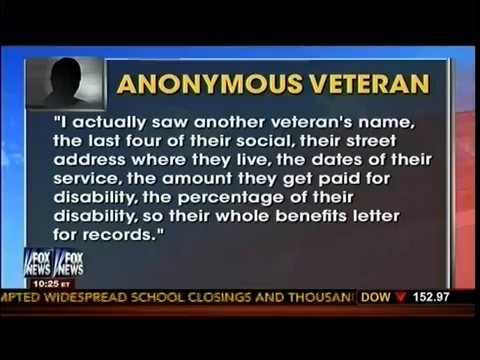 ANONYMOUS VETERAN
"I actually saw another veteran's name,
the last four of their social, their street
address where they live, the dates of their
service, the amount they get paid for
disability, the percentage of their
disability, so their whole benefits letter
for records."
FOX NEWS FOX NEWS
10:25 ET
MPTED WIDESPREAD SCHOOL CLOSINGS AND THOUSAN
DOW ▼ 152.97